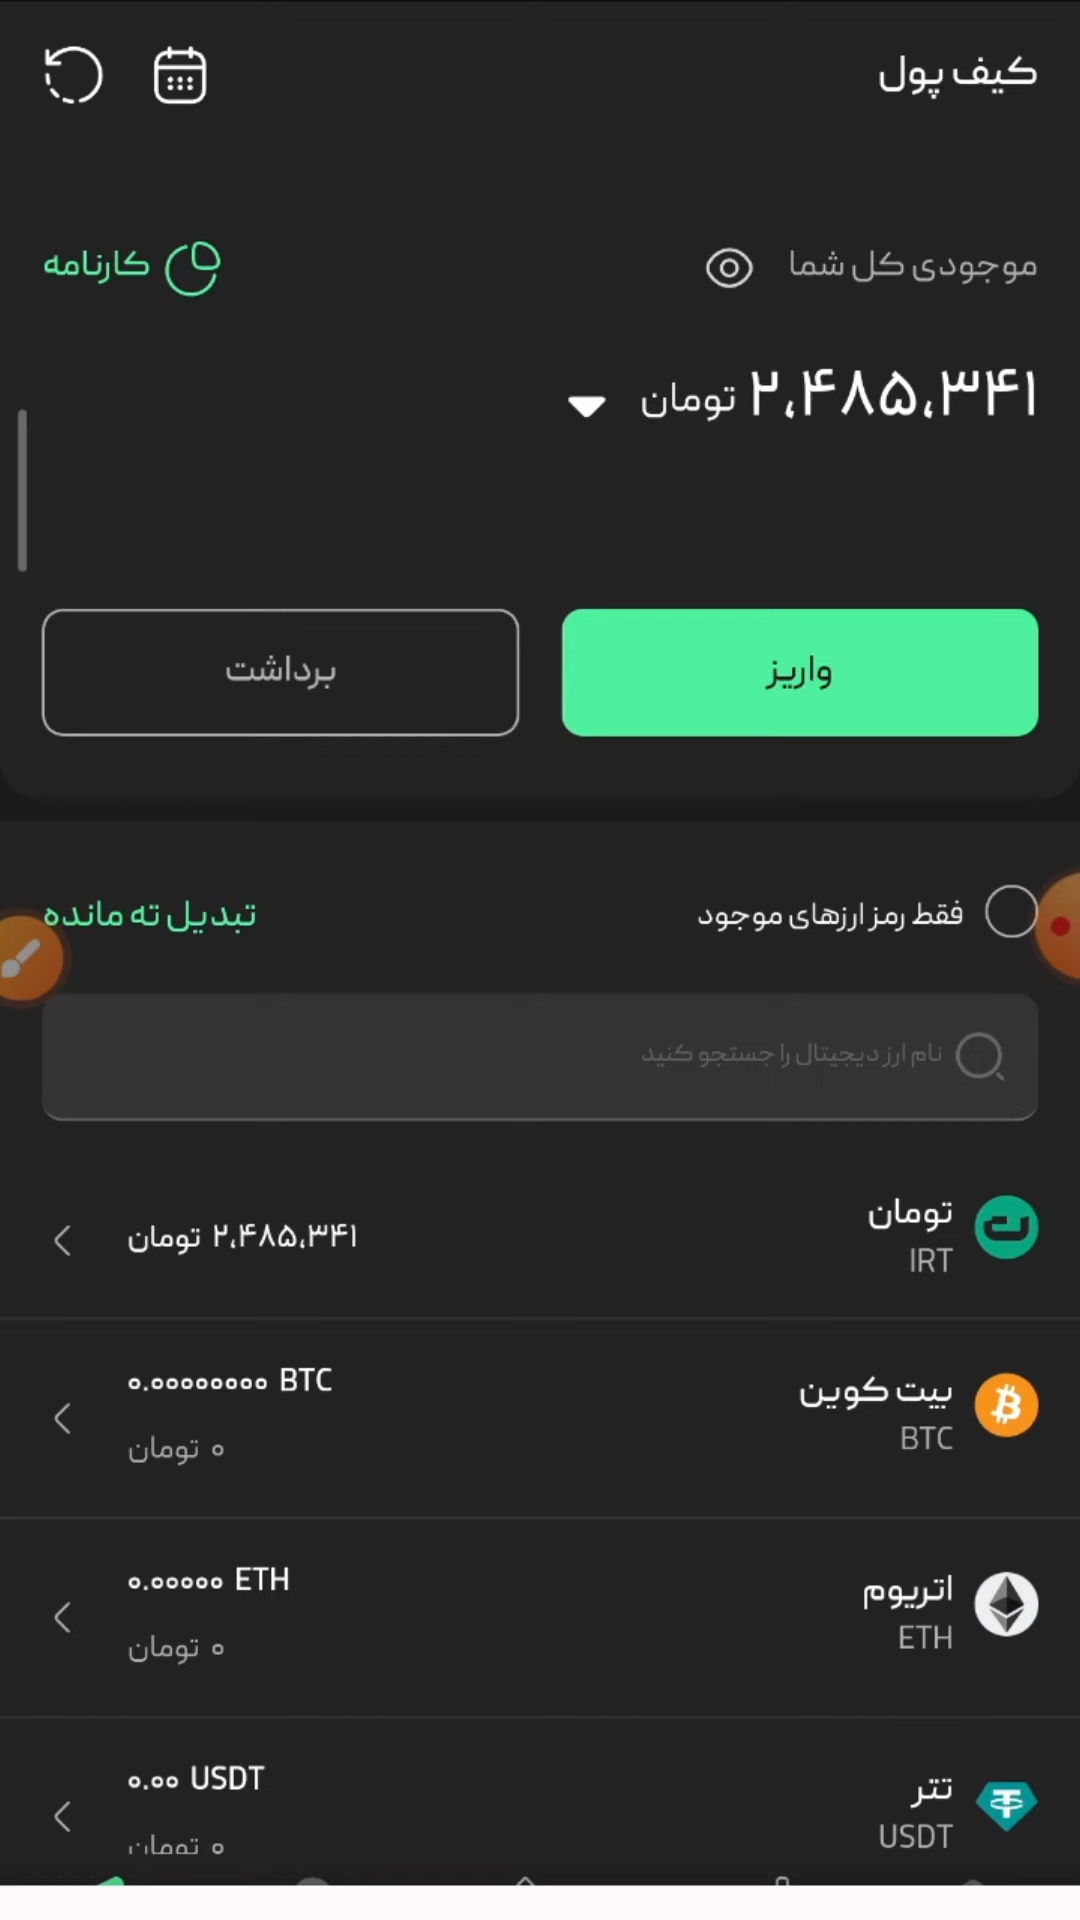 کیف پول
موجودی کل شما
کارنامه
۲،۴۸۵،۳۴۱ تومان
واریز
برداشت
فقط رمز ارزهای موجود
تبدیل ته مانده
نام ارز دیجیتال را جستجو کنید
تومان
IRT
۲،۴۸۵،۳۴۱ تومان
بیت کوین
BTC
۰.۰۰۰۰۰۰۰۰ BTC
۰ تومان
اتریوم
ETH
۰.۰۰۰۰۰ ETH
۰ تومان
تتر
USDT
۰.۰۰ USDT
۰ تومان